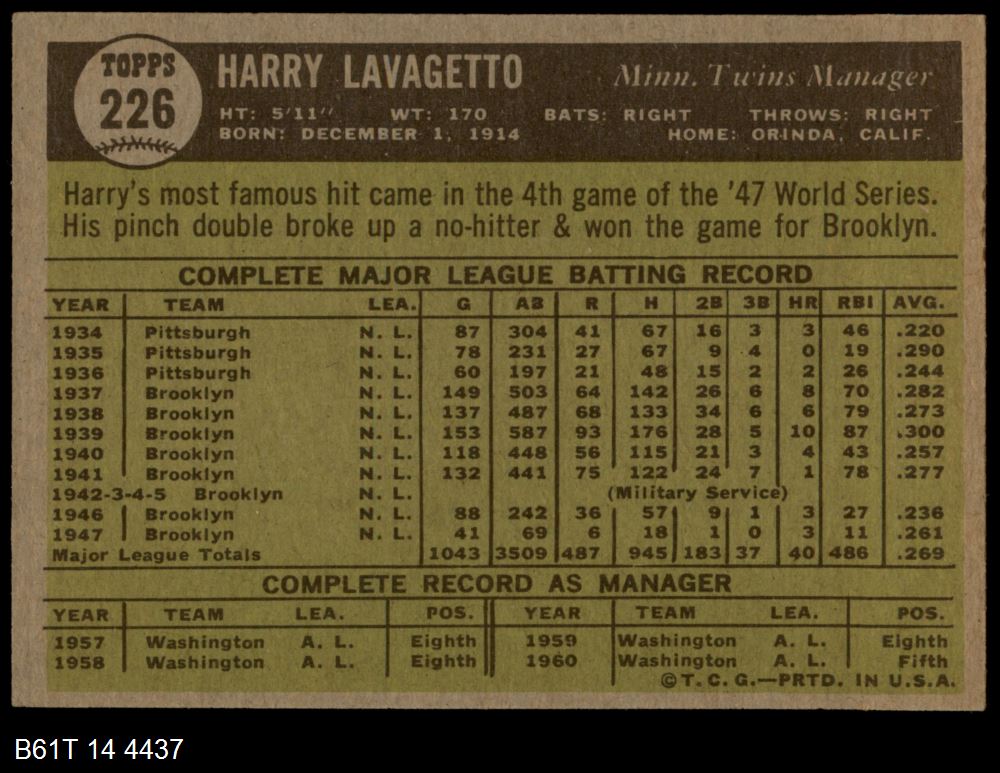 TOPPS
226
HARRY LAVAGETTO Minn. Twins Manager
HT: 5'11" WT: 170 BATS: RIGHT THROWS: RIGHT
BORN: DECEMBER 1, 1914 HOME: ORINDA, CALIF.
Harry's most famous hit came in the 4th game of the '47 World Series.
His pinch double broke up a no-hitter & won the game for Brooklyn.
COMPLETE MAJOR LEAGUE BATTING RECORD
YEAR TEAM LEA. G AB R H 2B 3B HR RBI AVG.
1934 Pittsburgh N. L. 87 304 41 67 16 3 3 46 .220
1935 Pittsburgh N. L. 78 231 27 67 9 4 0 19 .290
1936 Pittsburgh N. L. 60 197 21 48 15 2 2 26 .244
1937 Brooklyn N. L. 149 503 64 142 26 6 8 70 .282
1938 Brooklyn N. L. 137 487 68 133 34 6 6 79 .273
1939 Brooklyn N. L. 153 587 93 176 28 5 10 87 .300
1940 Brooklyn N. L. 118 448 56 115 21 3 4 43 .257
1941 Brooklyn N. L. 132 441 75 122 24 7 1 78 .277
1942-3-4-5 Brooklyn N. L. (Military Service)
1946 Brooklyn N. L. 88 242 36 57 9 1 3 27 .236
1947 Brooklyn N. L. 41 69 6 18 1 0 3 11 .261
Major League Totals 1043 3509 487 945 183 37 40 486 .269
COMPLETE RECORD AS MANAGER
YEAR TEAM LEA. POS. YEAR TEAM LEA. POS.
1957 Washington A. L. Eighth 1959 Washington A. L. Eighth
1958 Washington A. L. Eighth 1960 Washington A. L. Fifth
©T.C.G.—PRTD. IN U.S.A.
B61T 14 4437